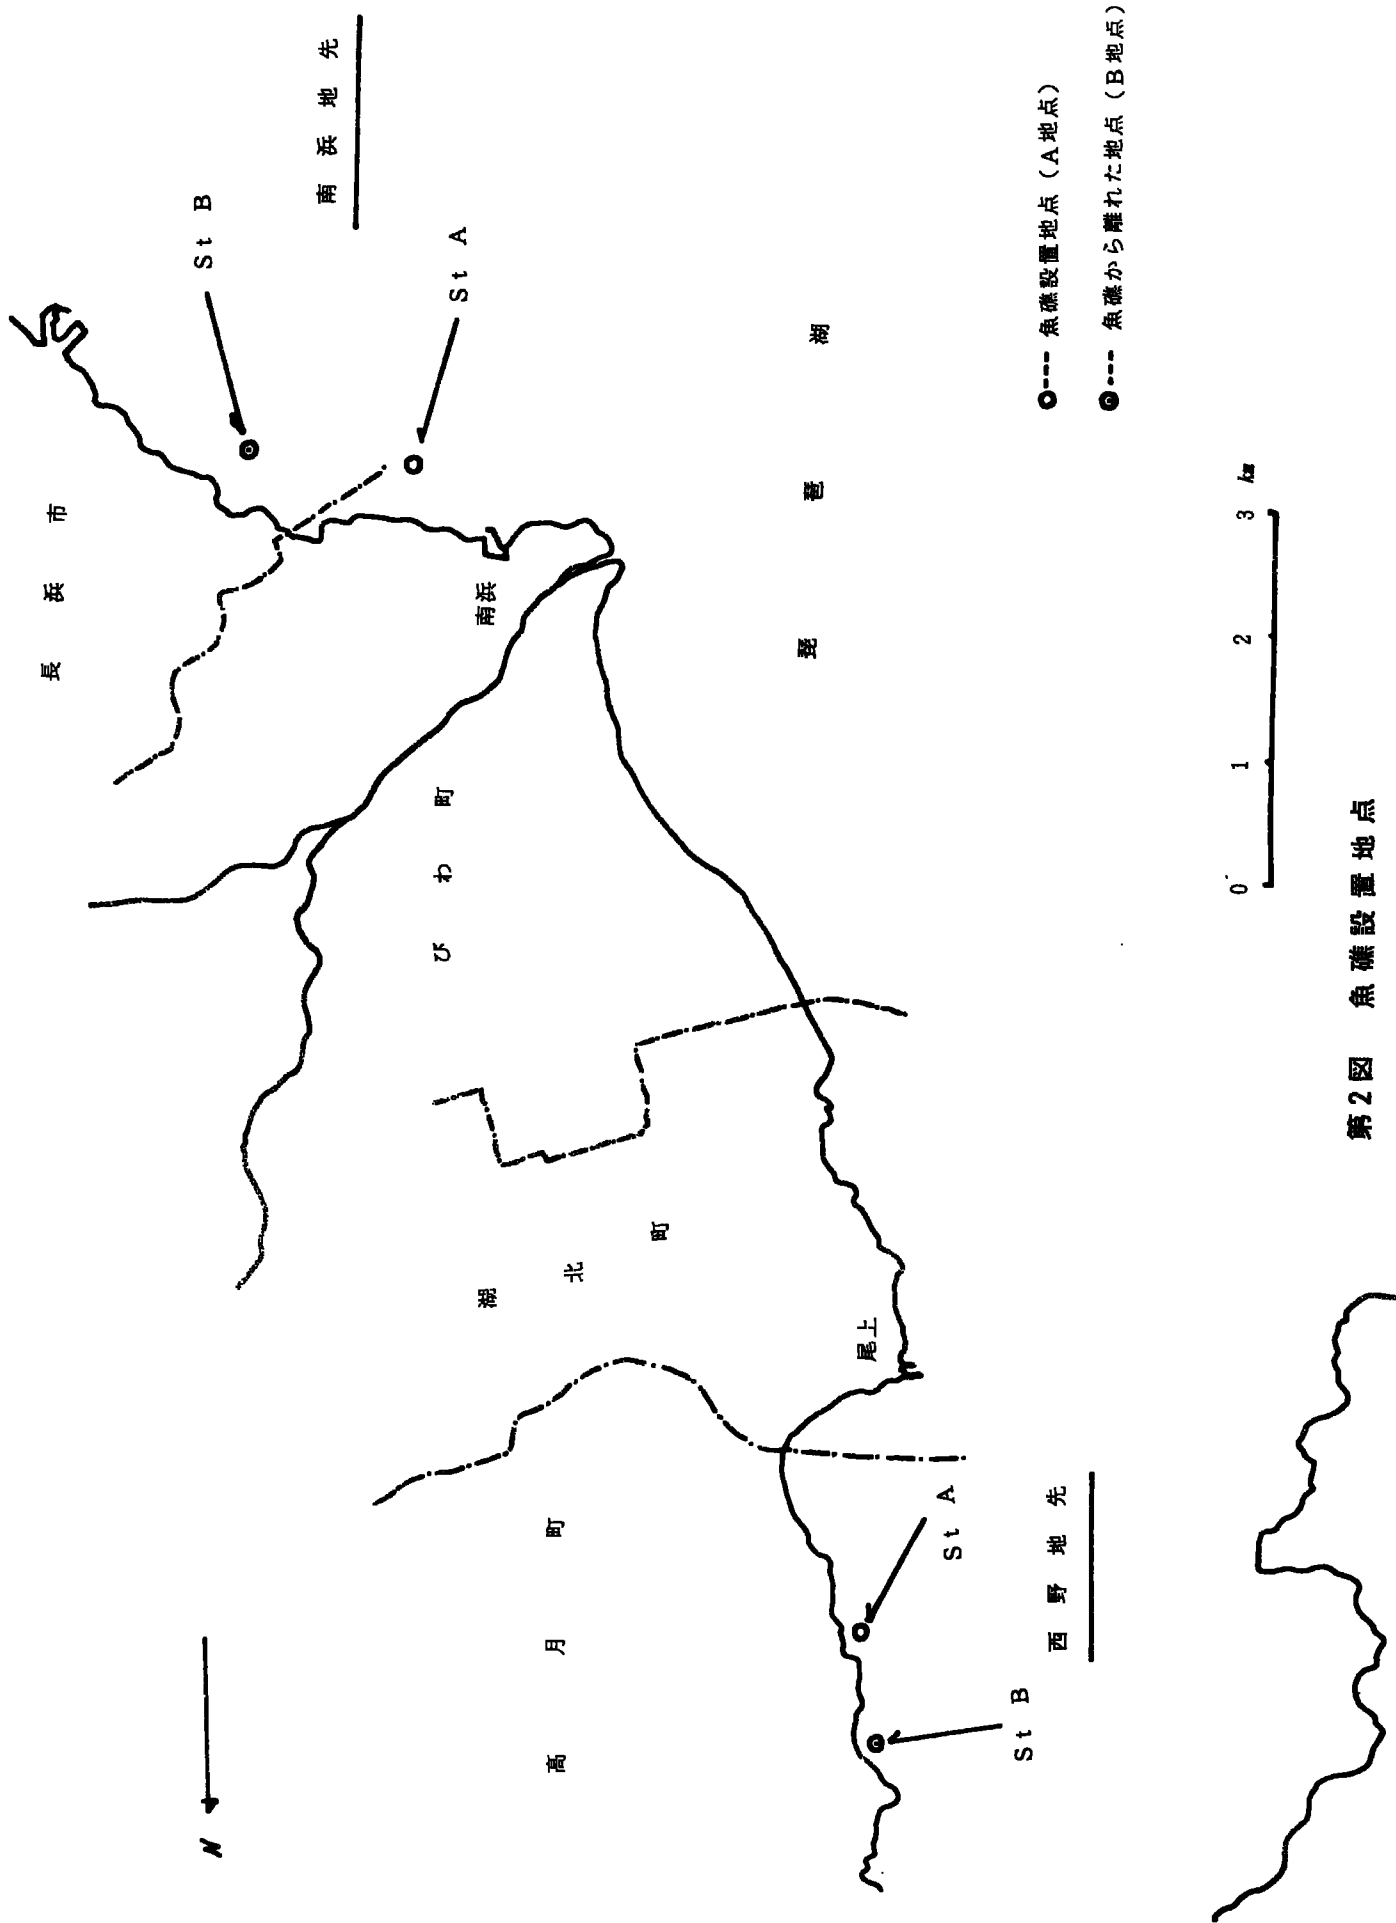 N
長浜市
St B
南浜地先
St A
南浜
びわ町
湖北町
尾上
高月町
St A
St B
西野地先
琵琶湖
○--- 魚礁設置地点（A地点）
◎--- 魚礁から離れた地点（B地点）
0 1 2 3 km
第2図 魚礁設置地点